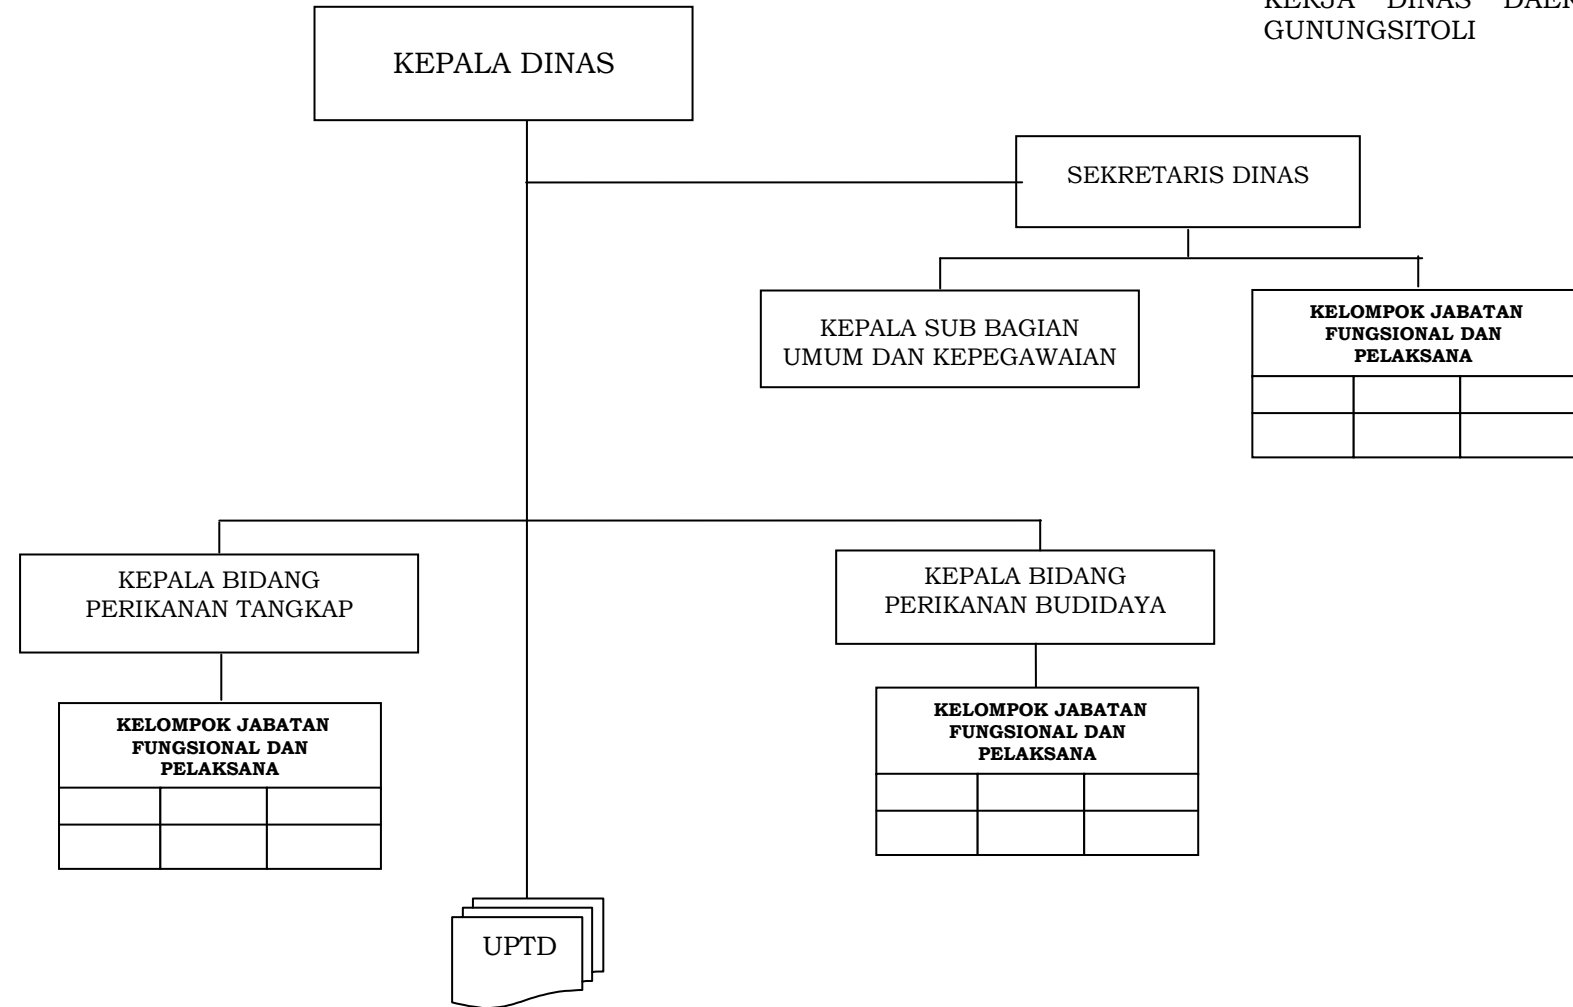 KERJA DINAS
GUNUNGSITOLI
KEPALA DINAS
SEKRETARIS DINAS
KEPALA SUB BAGIAN
UMUM DAN KEPEGAWAIAN
KELOMPOK JABATAN
FUNGSIONAL DAN
PELAKSANA
KEPALA BIDANG
PERIKANAN TANGKAP
KEPALA BIDANG
PERIKANAN BUDIDAYA
KELOMPOK JABATAN
FUNGSIONAL DAN
PELAKSANA
KELOMPOK JABATAN
FUNGSIONAL DAN
PELAKSANA
UPTD